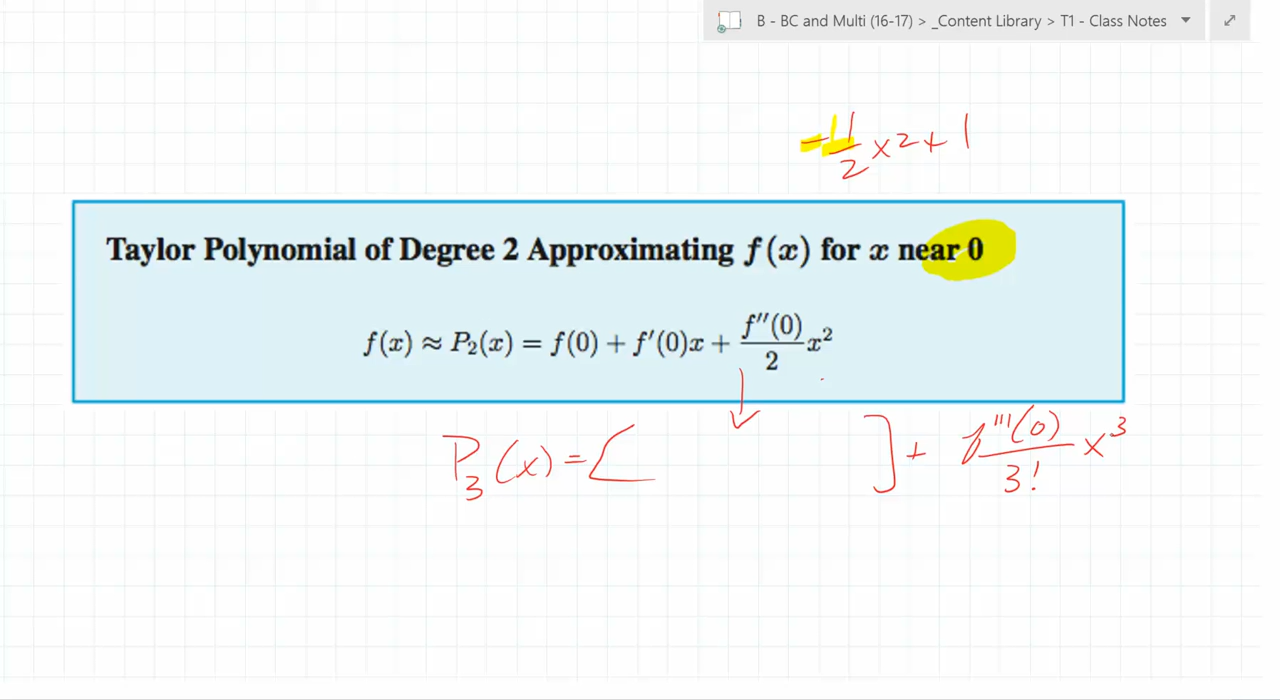 B - BC and Multi (16-17) > _Content Library > T1 - Class Notes
-11/2 x² + 1
Taylor Polynomial of Degree 2 Approximating f(x) for x near 0
f(x) ≈ P₂(x) = f(0) + f′(0)x + f″(0)/2 x²
P₃(x) = [ ] + f‴(0)/3! x³